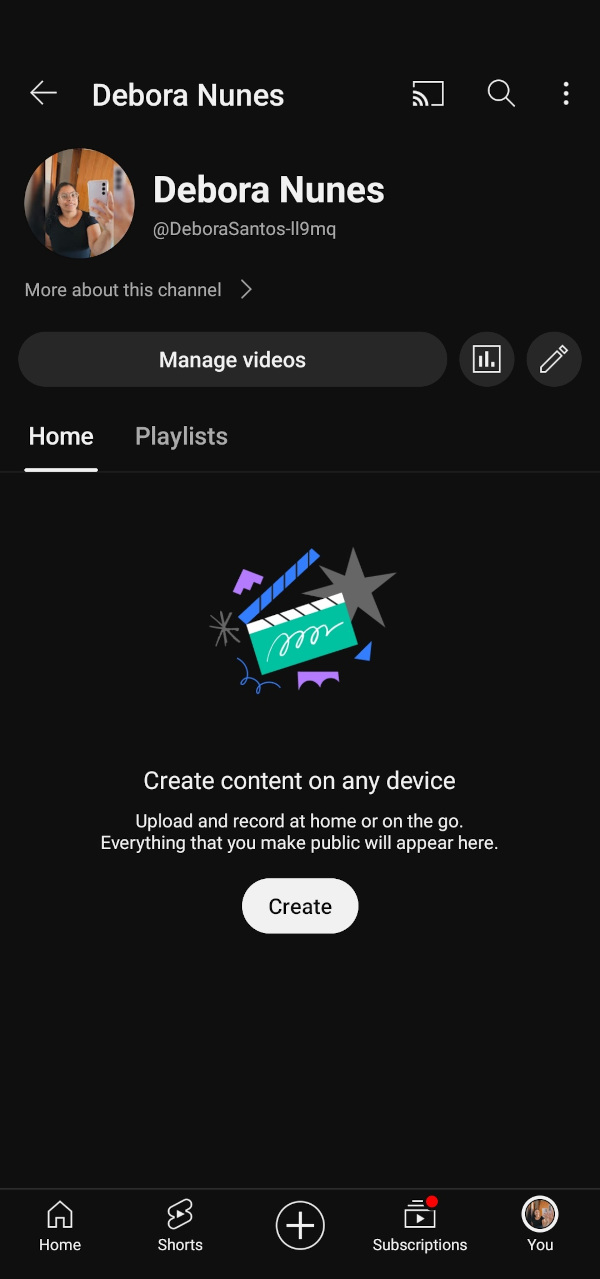 Debora Nunes
Debora Nunes
@DeboraSantos-ll9mq
More about this channel
Manage videos
Home
Playlists
Create content on any device
Upload and record at home or on the go.
Everything that you make public will appear here.
Create
Home
Shorts
Subscriptions
You